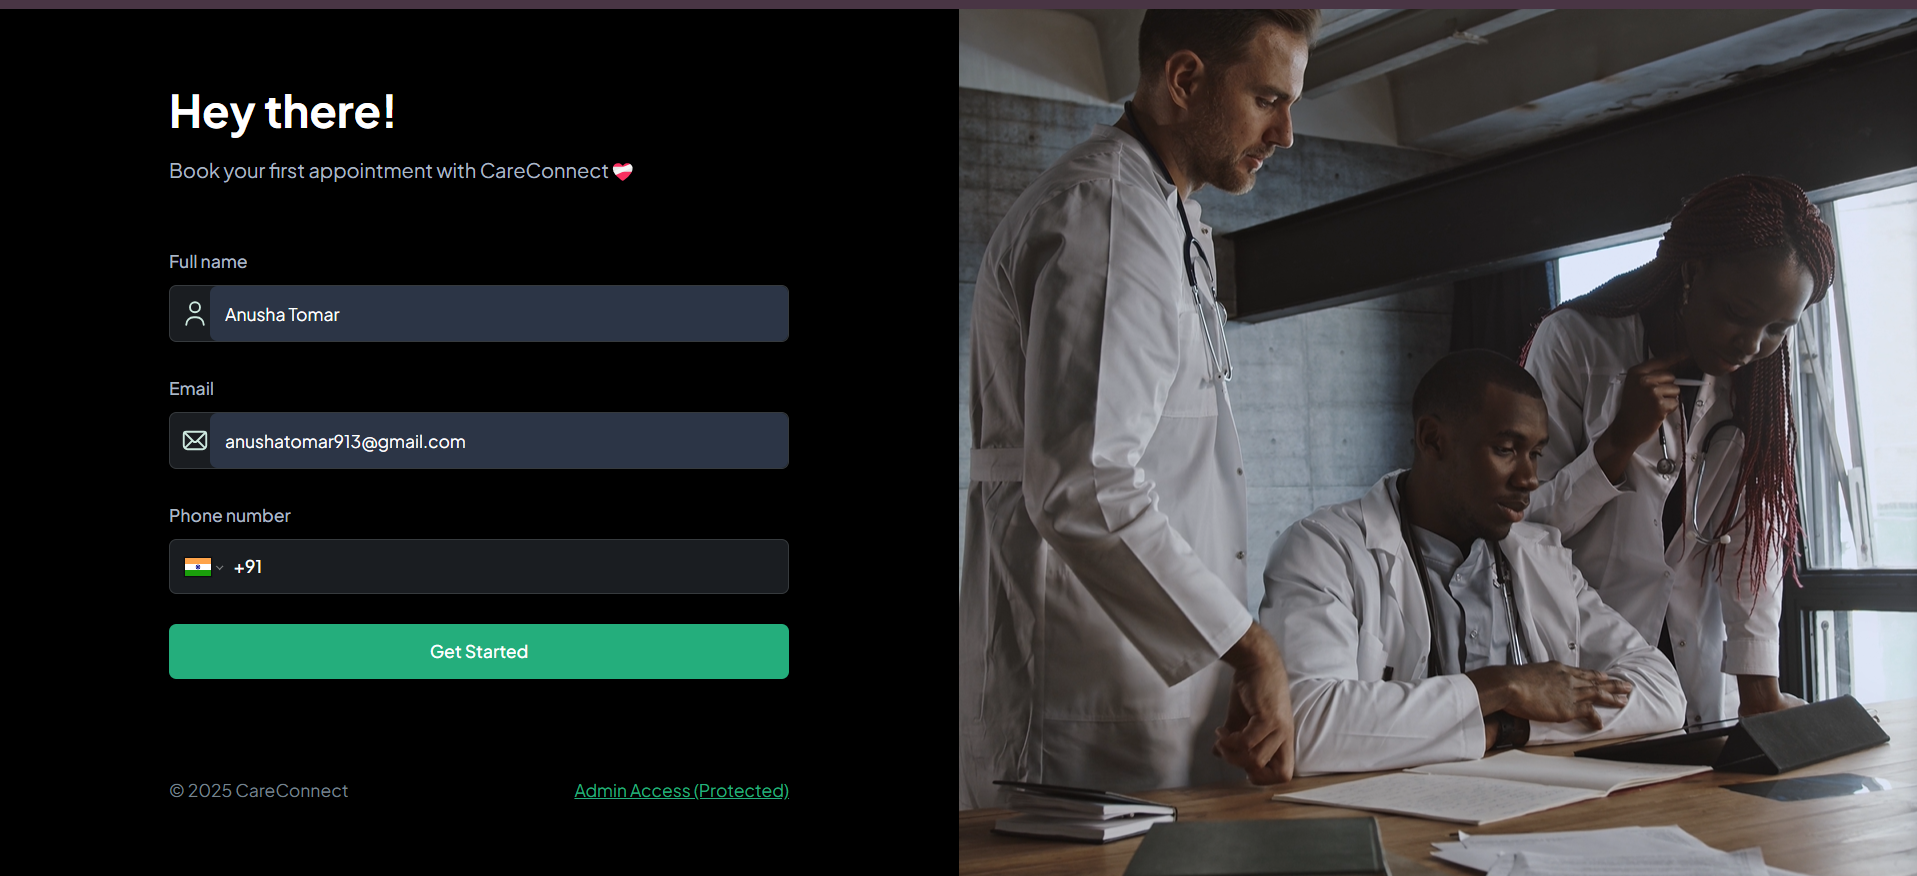 Hey there!
Book your first appointment with CareConnect
Full name
Anusha Tomar
Email
anushatomar913@gmail.com
Phone number
+91
Get Started
© 2025 CareConnect
Admin Access (Protected)